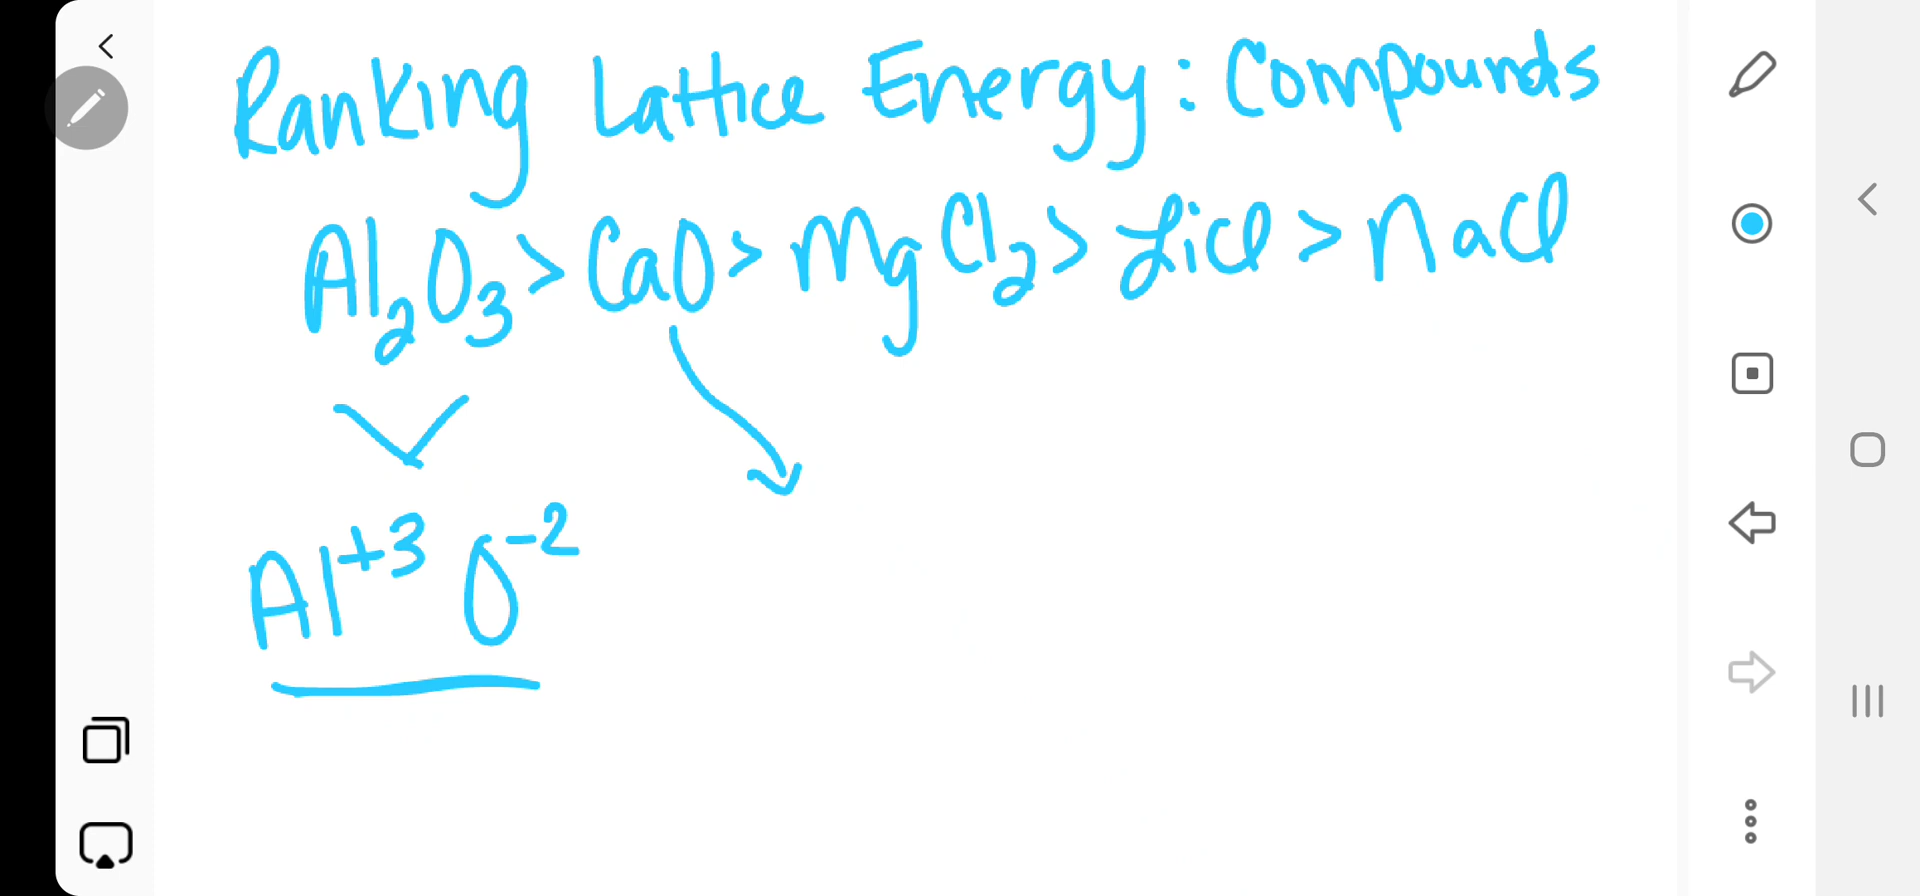 Ranking Lattice Energy: Compounds
Al₂O₃ > CaO > MgCl₂ > LiCl > NaCl
Al⁺³ O⁻²